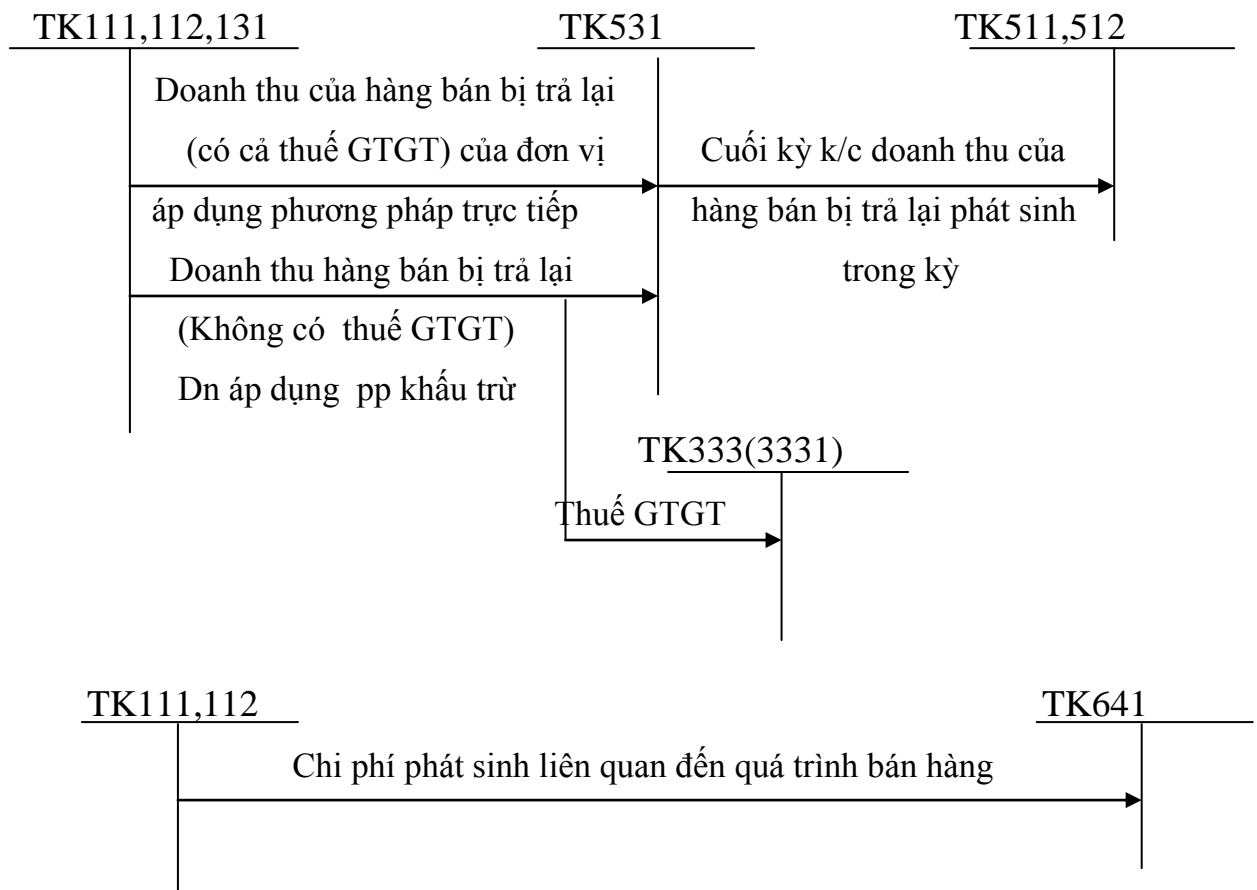 TK111,112,131
TK531
TK511,512
Doanh thu của hàng bán bị trả lại
(có cả thuế GTGT) của đơn vị
áp dụng phương pháp trực tiếp
Cuối kỳ k/c doanh thu của
hàng bán bị trả lại phát sinh
trong kỳ
Doanh thu hàng bán bị trả lại
(Không có thuế GTGT)
Dn áp dụng pp khấu trừ
TK333(3331)
Thuế GTGT
TK111,112
TK641
Chi phí phát sinh liên quan đến quá trình bán hàng